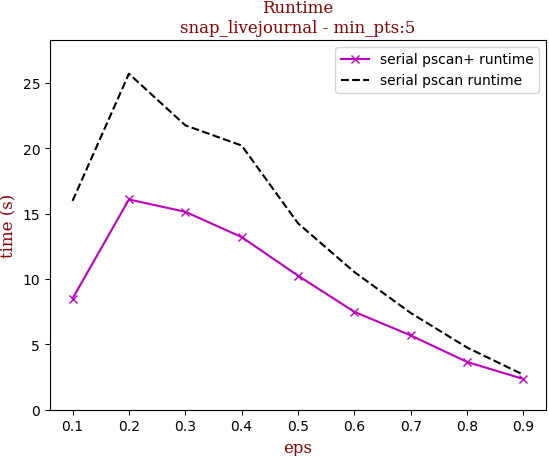 Runtime
snap_livejournal - min_pts:5
serial pscan+ runtime
serial pscan runtime
time (s)
25
20
15
10
5
0
0.1 0.2 0.3 0.4 0.5 0.6 0.7 0.8 0.9
eps